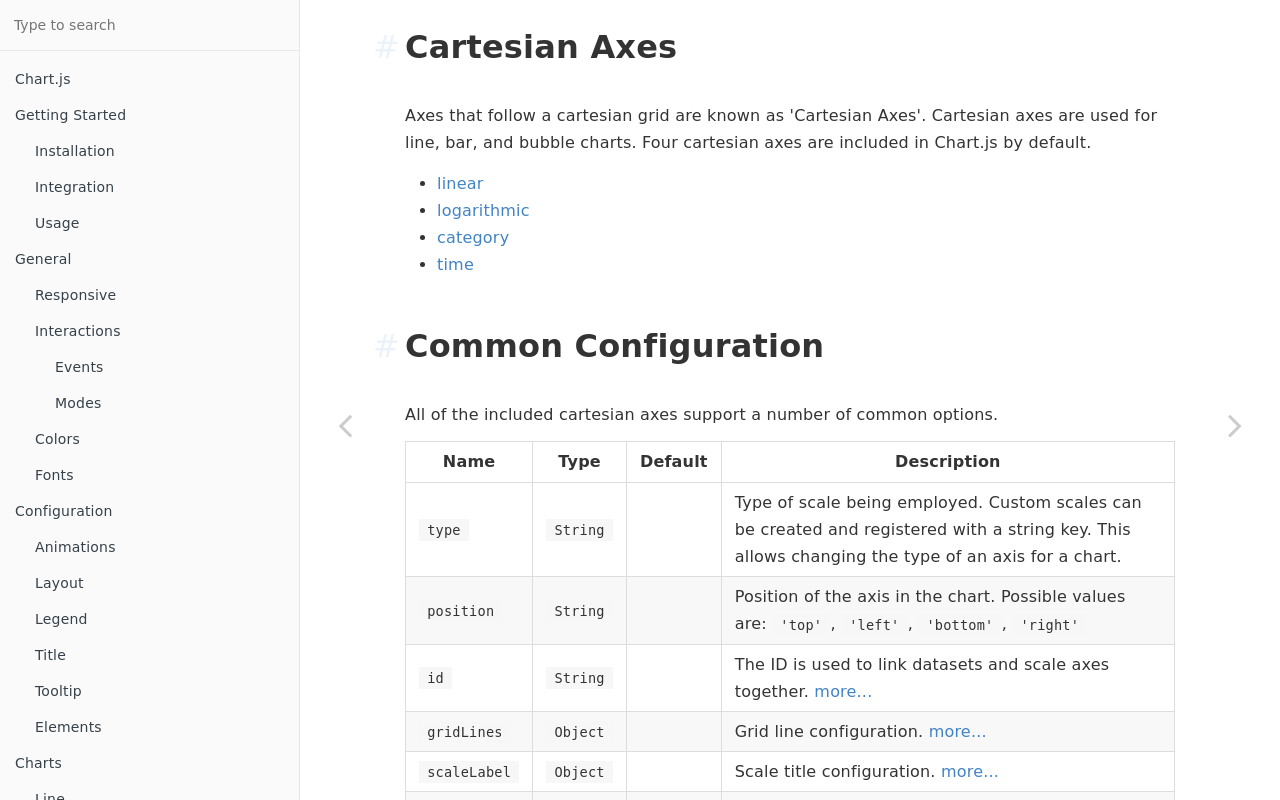 Type to search
Chart.js
Getting Started
Installation
Integration
Usage
General
Responsive
Interactions
Events
Modes
Colors
Fonts
Configuration
Animations
Layout
Legend
Title
Tooltip
Elements
Charts
Line
# Cartesian Axes
Axes that follow a cartesian grid are known as 'Cartesian Axes'. Cartesian axes are used for
line, bar, and bubble charts. Four cartesian axes are included in Chart.js by default.
• linear
• logarithmic
• category
• time
# Common Configuration
All of the included cartesian axes support a number of common options.
Name Type Default Description
type String Type of scale being employed. Custom scales can
be created and registered with a string key. This
allows changing the type of an axis for a chart.
position String Position of the axis in the chart. Possible values
are: 'top' , 'left' , 'bottom' , 'right'
id String The ID is used to link datasets and scale axes
together. more...
gridLines Object Grid line configuration. more...
scaleLabel Object Scale title configuration. more...